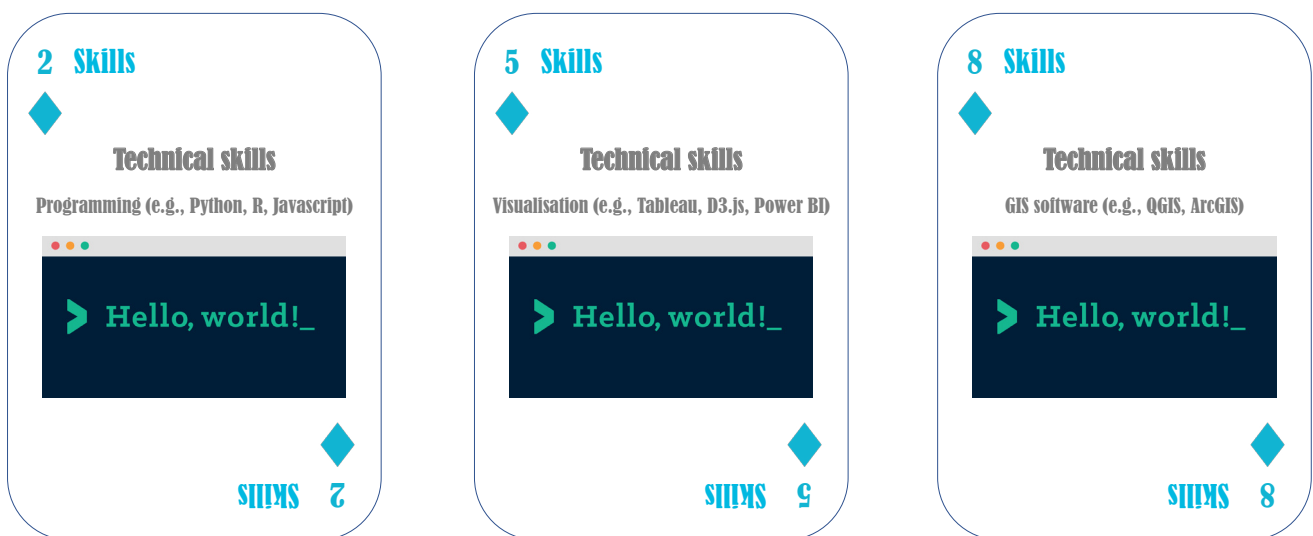 2 Skills
Technical skills
Programming (e.g., Python, R, Javascript)
> Hello, world!_
2 Skills
5 Skills
Technical skills
Visualisation (e.g., Tableau, D3.js, Power BI)
> Hello, world!_
5 Skills
8 Skills
Technical skills
GIS software (e.g., QGIS, ArcGIS)
> Hello, world!_
8 Skills